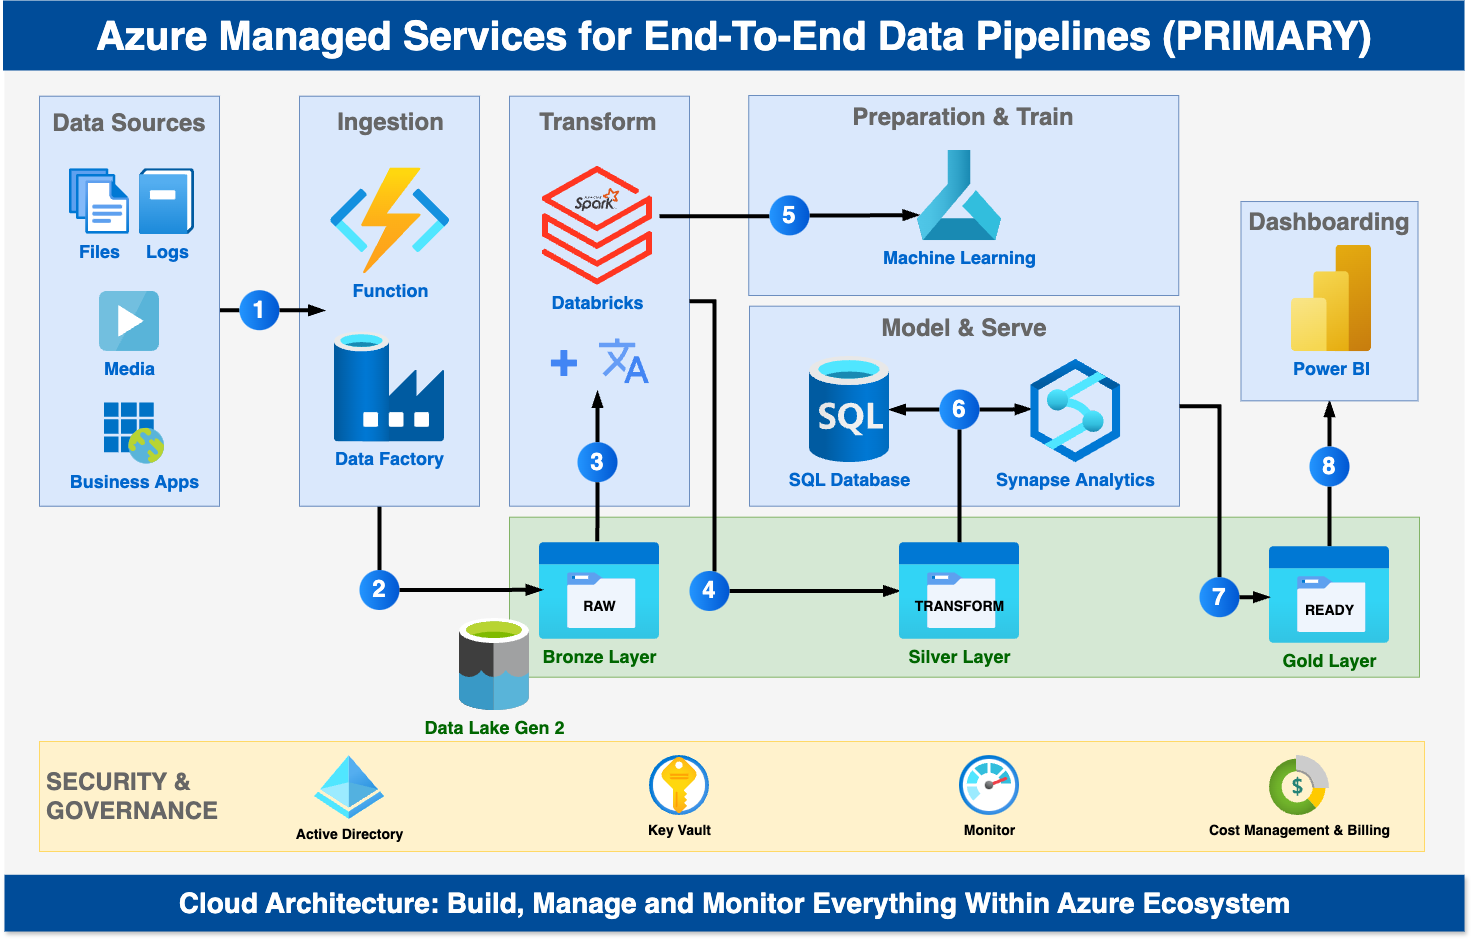 Azure Managed Services for End-To-End Data Pipelines (PRIMARY)
Data Sources
Files
Logs
Media
Business Apps
1
Ingestion
Function
Data Factory
2
Transform
APACHE
Spark
Databricks
文A
3
4
Preparation & Train
5
Machine Learning
Model & Serve
SQL
SQL Database
6
Synapse Analytics
7
Dashboarding
Power BI
8
RAW
Bronze Layer
TRANSFORM
Silver Layer
READY
Gold Layer
Data Lake Gen 2
SECURITY &
GOVERNANCE
Active Directory
Key Vault
Monitor
$
Cost Management & Billing
Cloud Architecture: Build, Manage and Monitor Everything Within Azure Ecosystem